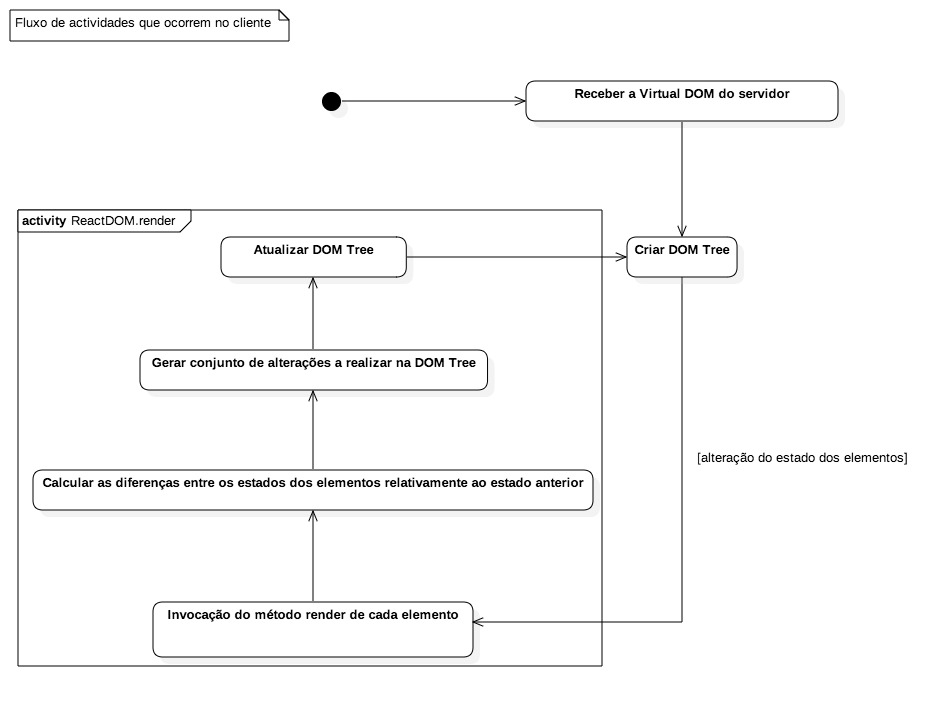 Fluxo de actividades que ocorrem no cliente
Receber a Virtual DOM do servidor
activity ReactDOM.render
Atualizar DOM Tree
Criar DOM Tree
Gerar conjunto de alterações a realizar na DOM Tree
[alteração do estado dos elementos]
Calcular as diferenças entre os estados dos elementos relativamente ao estado anterior
Invocação do método render de cada elemento